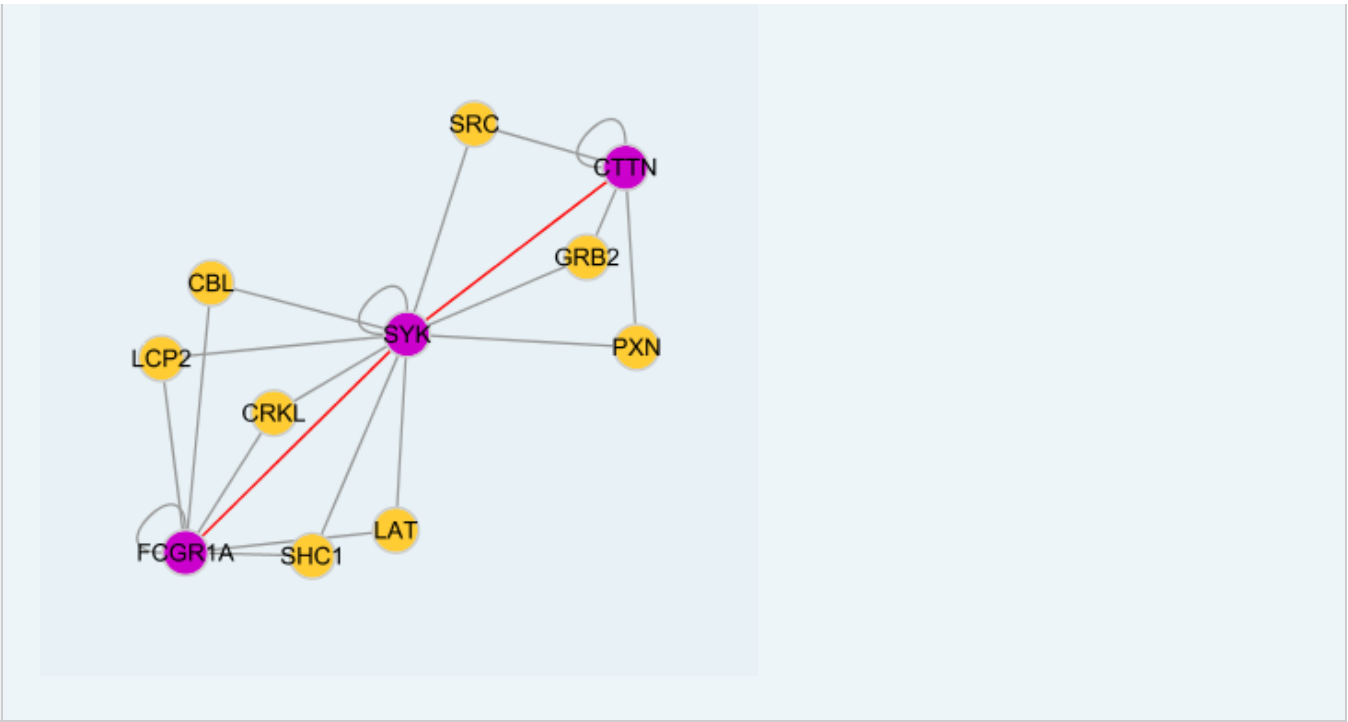 SRC
CTTN
GRB2
CBL
SYK
PXN
LCP2
CRKL
LAT
FCGR1A
SHC1